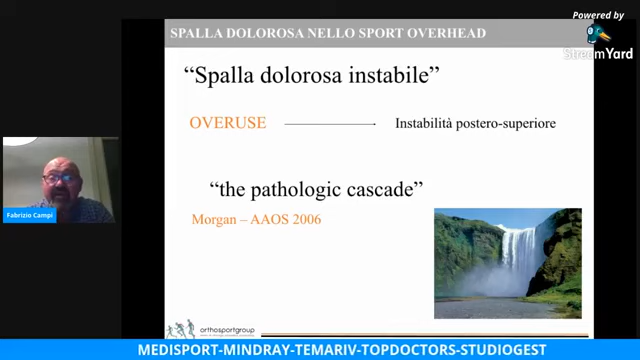 Powered by
StreamYard
SPALLA DOLOROSA NELLO SPORT OVERHEAD
“Spalla dolorosa instabile”
OVERUSE
Instabilità postero-superiore
“the pathologic cascade”
Morgan – AAOS 2006
Fabrizio Campi
orthosportgroup
MEDISPORT-MINDRAY-TEMARIV-TOPDOCTORS-STUDIOGEST